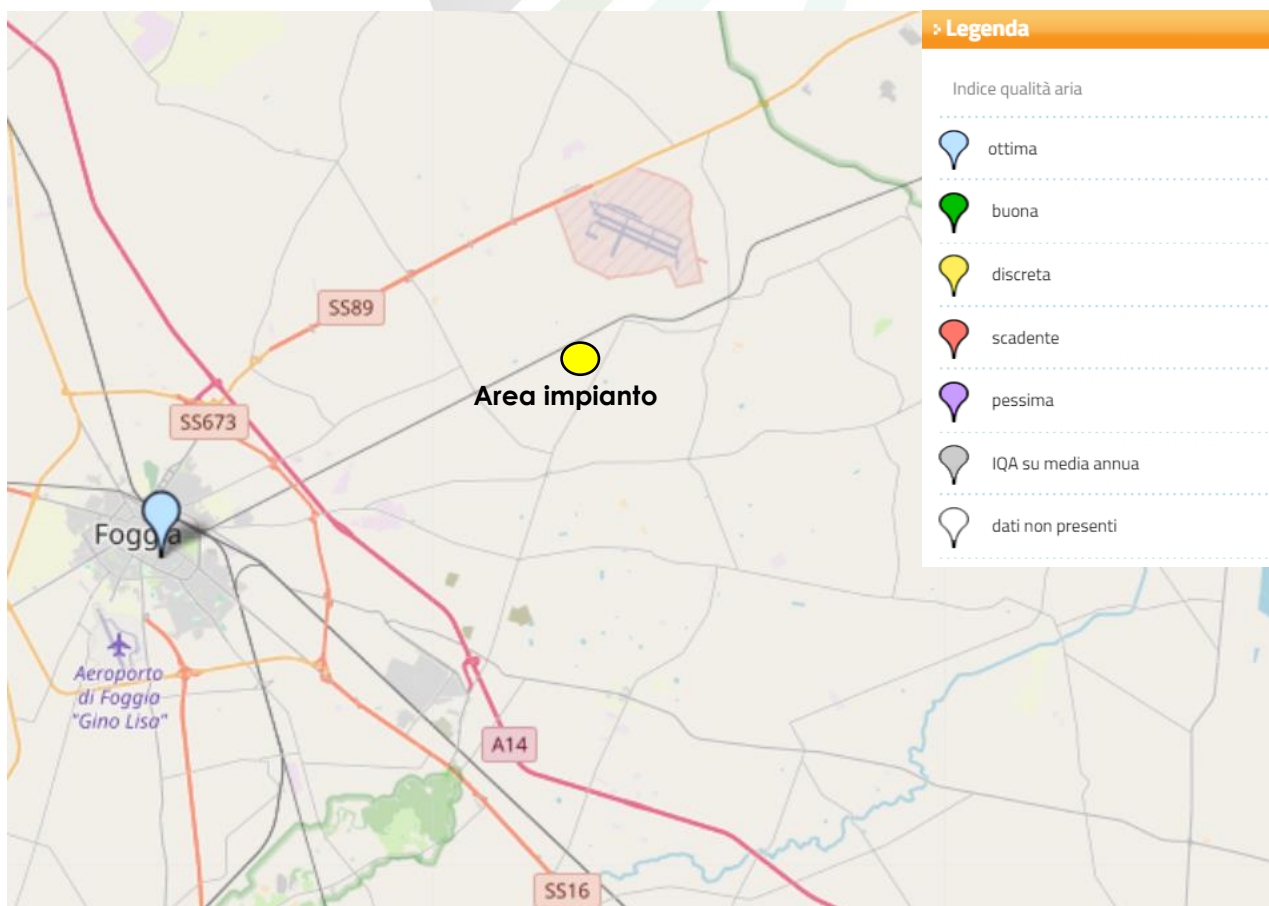 Legenda
Indice qualità aria
ottima
buona
discreta
scadente
pessima
IQA su media annua
dati non presenti
SS89
Area impianto
SS673
Foggia
Aeroporto
di Foggia
"Gino Lisa"
A14
SS16